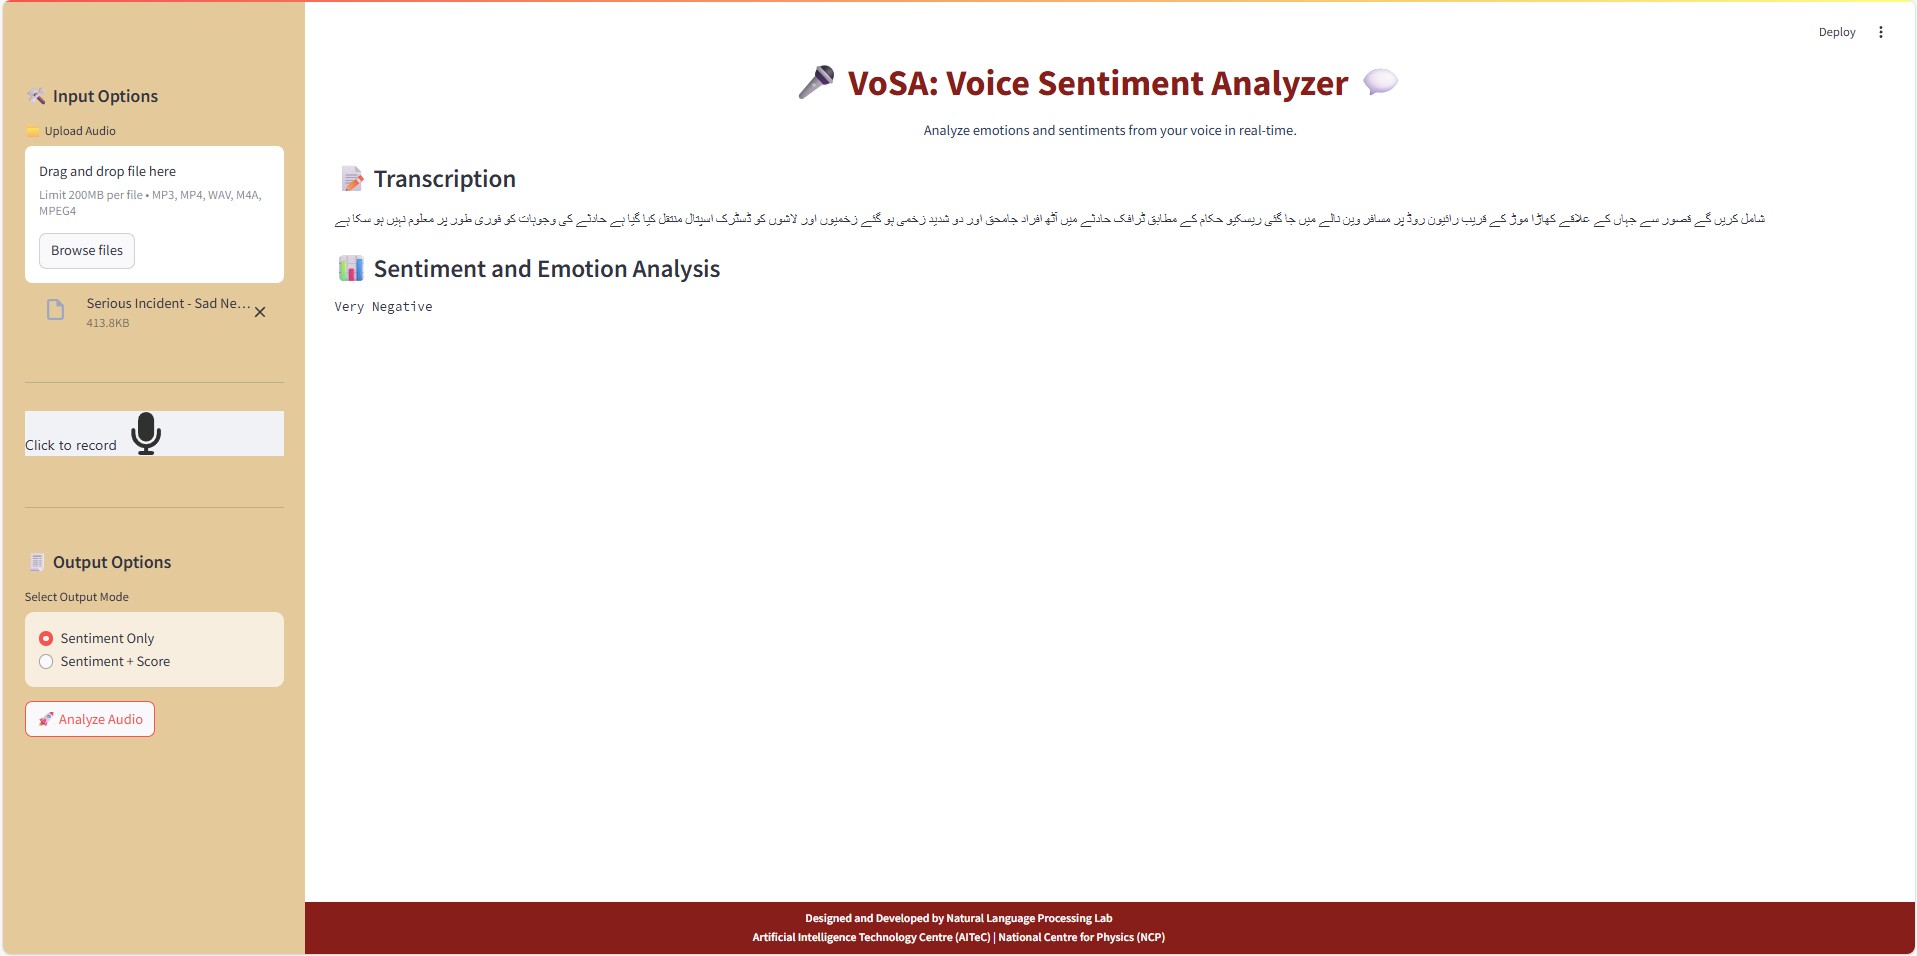 Deploy
Input Options
Upload Audio
Drag and drop file here
Limit 200MB per file • MP3, MP4, WAV, M4A,
MPEG4
Browse files
Serious Incident - Sad Ne...
413.8KB
Click to record
Output Options
Select Output Mode
Sentiment Only
Sentiment + Score
Analyze Audio
VoSA: Voice Sentiment Analyzer
Analyze emotions and sentiments from your voice in real-time.
Transcription
شامل کریں گے قصور سے جہاں کے علاقے کھاڑا موڑ کے قریب رائیون روڈ پر مسافر وین نالے میں جا گئی ریسکیو حکام کے مطابق ٹرافک حادثے میں آٹھ افراد جامحق اور دو شدید زخمی ہو گئے زخمیوں اور لاشوں کو ڈسٹرک اسپتال منتقل کیا گیا ہے حادثے کی وجوہات کو فوری طور پر معلوم نہیں ہو سکا ہے
Sentiment and Emotion Analysis
Very Negative
Designed and Developed by Natural Language Processing Lab
Artificial Intelligence Technology Centre (AITeC) | National Centre for Physics (NCP)